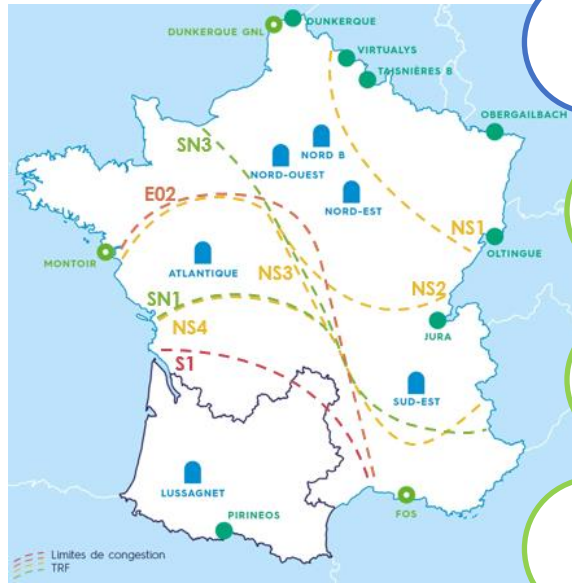 DUNKERQUE GNL
DUNKERQUE
VIRTUALYS
TAISNIÈRES B
OBERGAILBACH
SN3
NORD B
NORD-OUEST
NORD-EST
E02
NS1
OLTINGUE
MONTOIR
ATLANTIQUE
NS3
NS2
SN1
NS4
JURA
S1
SUD-EST
LUSSAGNET
PIRINEOS
FOS
Limites de congestion
TRF